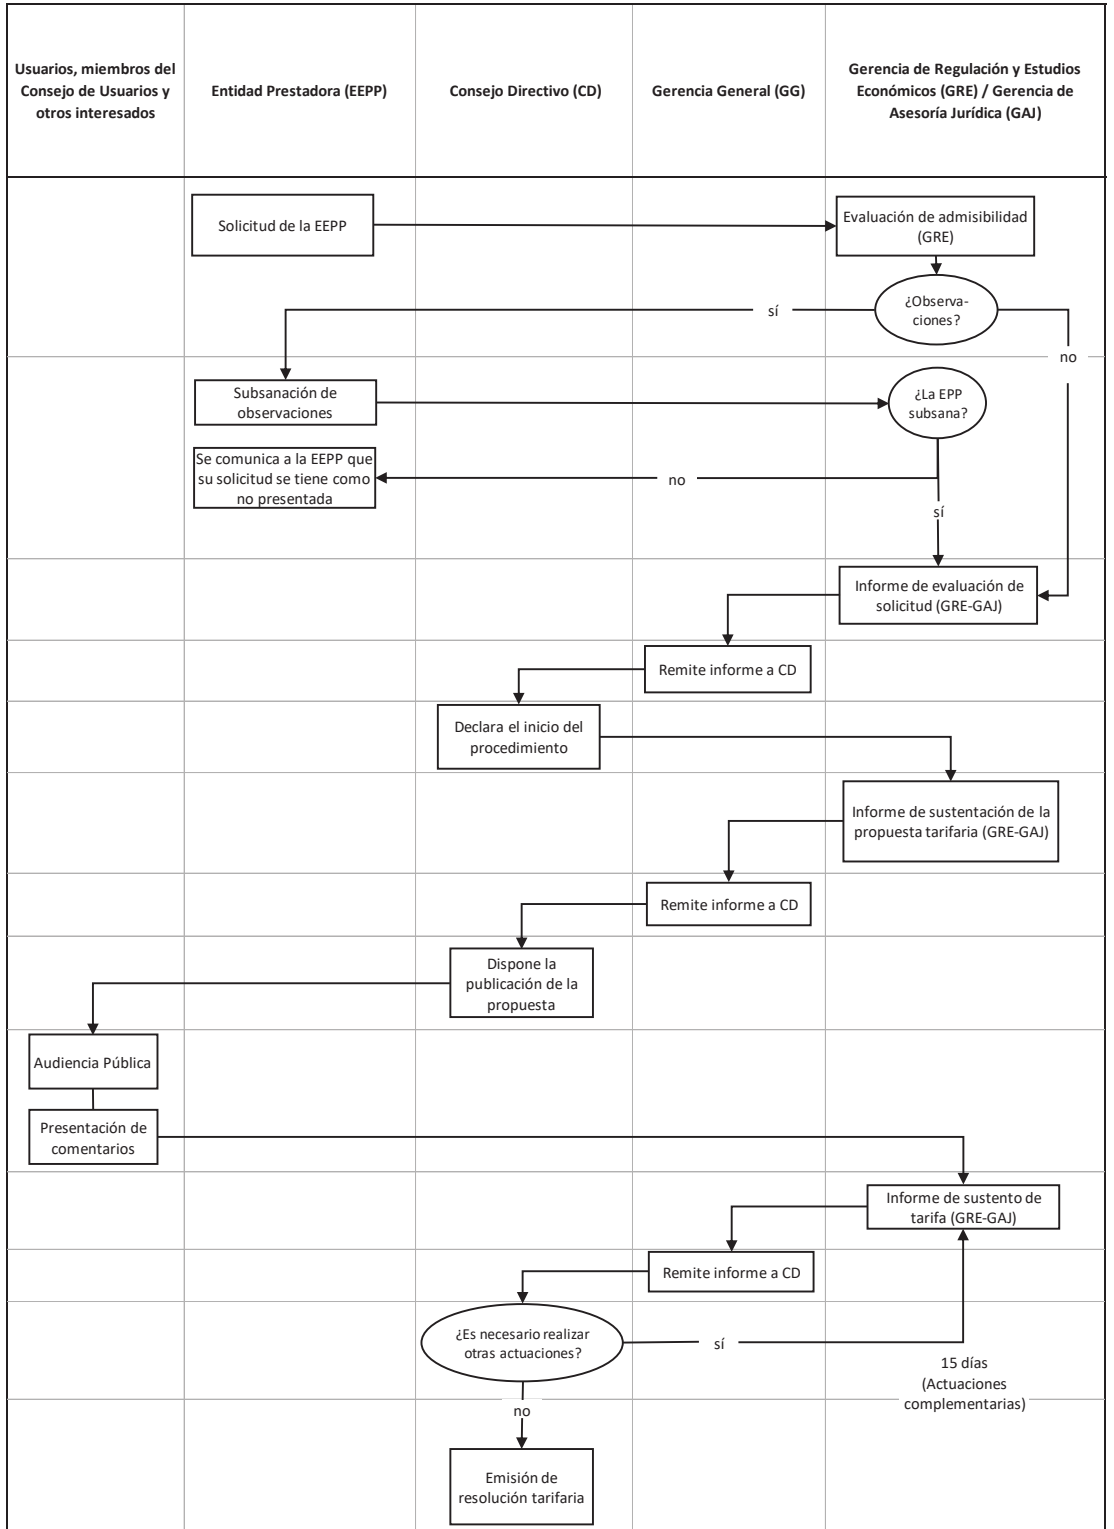 Usuarios, miembros del
Consejo de Usuarios y
otros interesados
Entidad Prestadora (EEPP)
Consejo Directivo (CD)
Gerencia General (GG)
Gerencia de Regulación y Estudios
Económicos (GRE) / Gerencia de
Asesoría Jurídica (GAJ)
Solicitud de la EEPP
Evaluación de admisibilidad
(GRE)
¿Observa-
ciones?
sí
no
Subsanación de
observaciones
¿La EPP
subsana?
Se comunica a la EEPP que
su solicitud se tiene como
no presentada
no
sí
Informe de evaluación de
solicitud (GRE-GAJ)
Remite informe a CD
Declara el inicio del
procedimiento
Informe de sustentación de la
propuesta tarifaria (GRE-GAJ)
Remite informe a CD
Dispone la
publicación de la
propuesta
Audiencia Pública
Presentación de
comentarios
Informe de sustento de
tarifa (GRE-GAJ)
Remite informe a CD
¿Es necesario realizar
otras actuaciones?
sí
15 días
(Actuaciones
complementarias)
no
Emisión de
resolución tarifaria